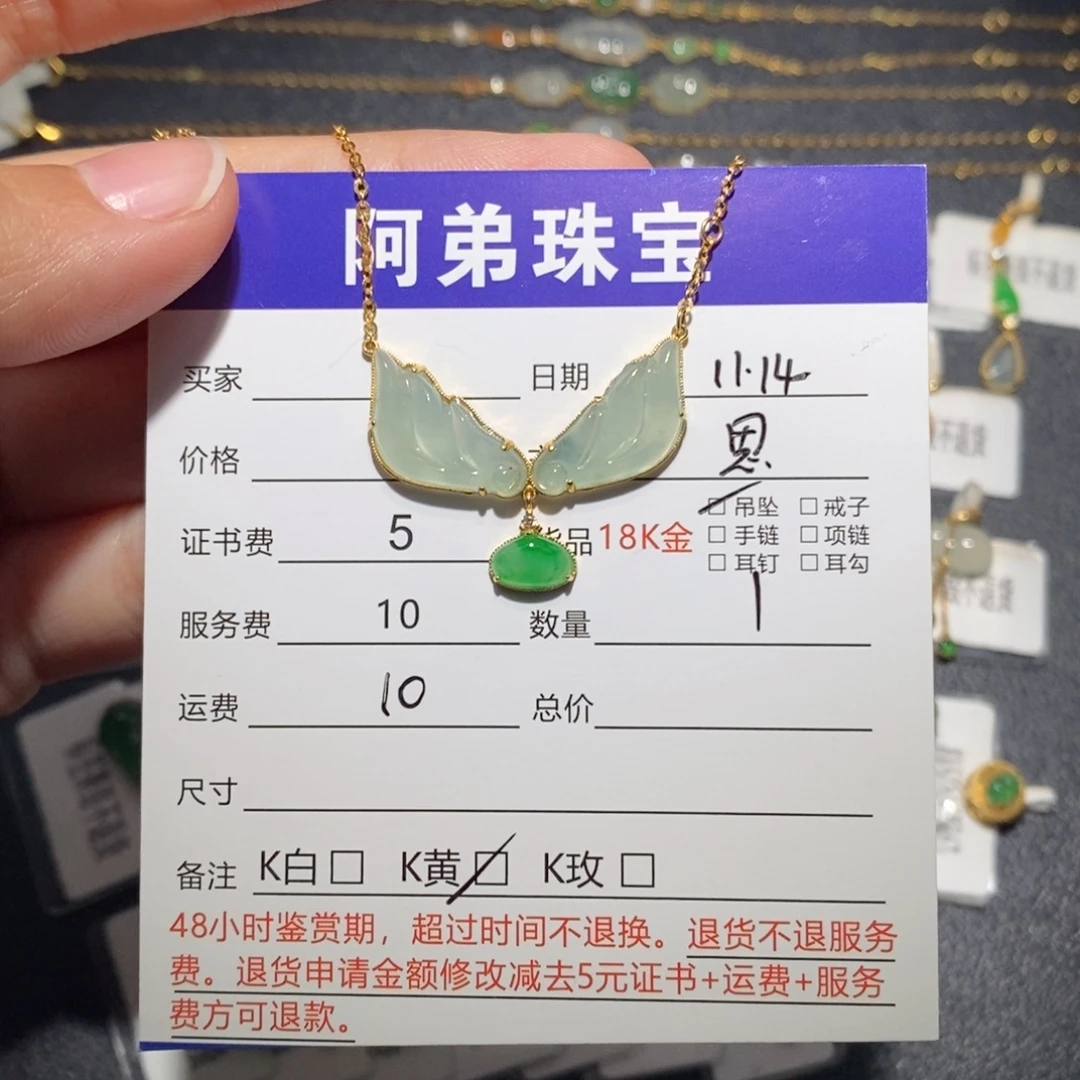 阿弟珠宝
买家 日期 11.14
价格 恩
证书费 5 货品 18K金 □吊坠 □戒子
□手链 □项链
□耳钉 □耳勾
服务费 10 数量 1
运费 10 总价
尺寸
备注 K白□ K黄□ K玫□
48小时鉴赏期，超过时间不退换。退货不退服务
费。退货申请金额修改减去5元证书+运费+服务
费方可退款。
不退货